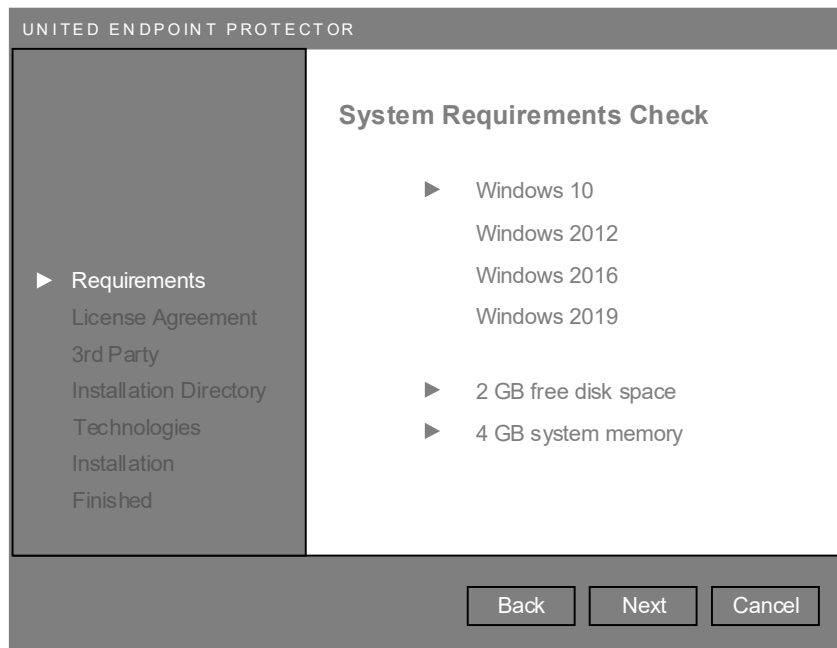 UNITED ENDPOINT PROTECTOR
System Requirements Check
Windows 10
Windows 2012
Windows 2016
Windows 2019
2 GB free disk space
4 GB system memory
Requirements
License Agreement
3rd Party
Installation Directory
Technologies
Installation
Finished
Back
Next
Cancel